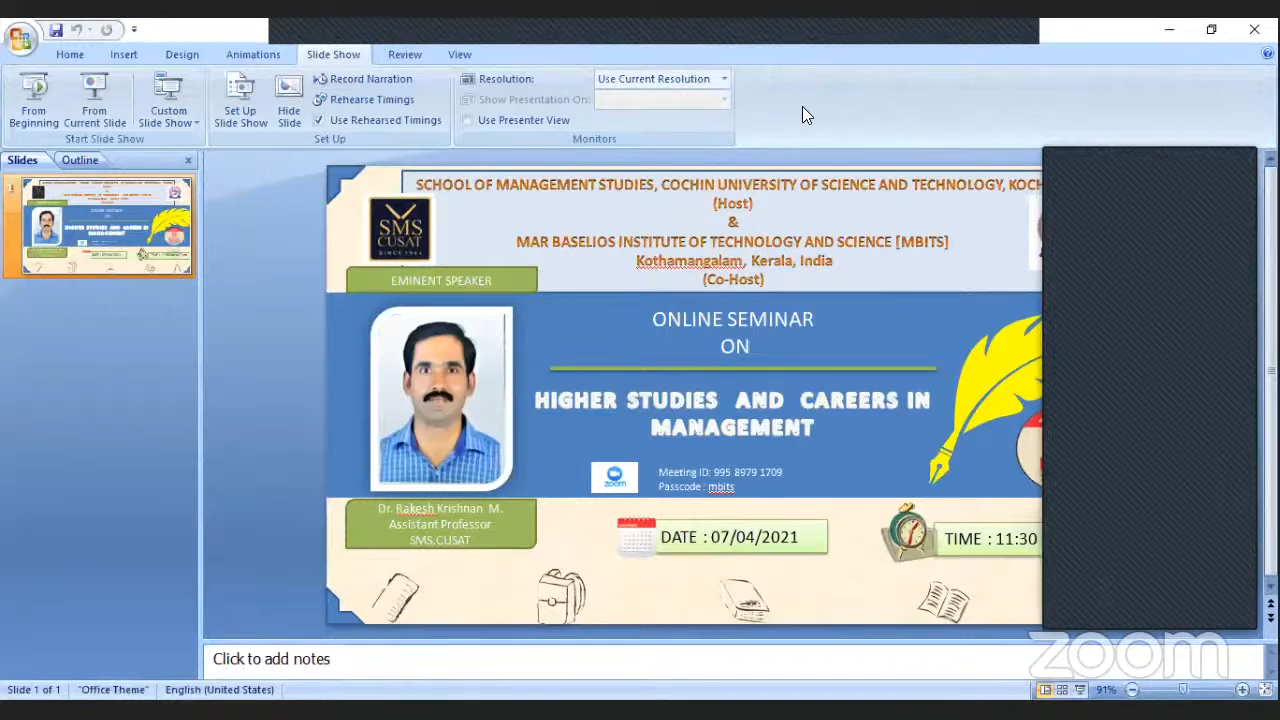 Home Insert Design Animations Slide Show Review View
From Beginning
From Current Slide
Custom Slide Show
Start Slide Show
Set Up Slide Show
Hide Slide
Record Narration
Rehearse Timings
Use Rehearsed Timings
Set Up
Resolution: Use Current Resolution
Show Presentation On:
Use Presenter View
Monitors
Slides Outline
1
SCHOOL OF MANAGEMENT STUDIES, COCHIN UNIVERSITY OF SCIENCE AND TECHNOLOGY, KOCH
(Host)
&
MAR BASELIOS INSTITUTE OF TECHNOLOGY AND SCIENCE [MBITS]
Kothamangalam, Kerala, India
(Co-Host)
SMS
CUSAT
SINCE 1964
EMINENT SPEAKER
ONLINE SEMINAR
ON
HIGHER STUDIES AND CAREERS IN
MANAGEMENT
zoom
Meeting ID: 995 8979 1709
Passcode : mbits
Dr. Rakesh Krishnan M.
Assistant Professor
SMS,CUSAT
DATE : 07/04/2021
TIME : 11:30
Click to add notes
zoom
Slide 1 of 1 "Office Theme" English (United States) 91%